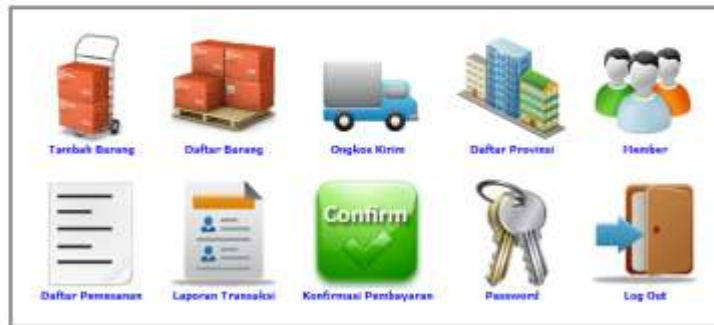 Tambah Barang
Daftar Barang
Ongkos Kirim
Daftar Provinsi
Member
Confirm
Daftar Pemesanan
Laporan Transaksi
Konfirmasi Pembayaran
Password
Log Out